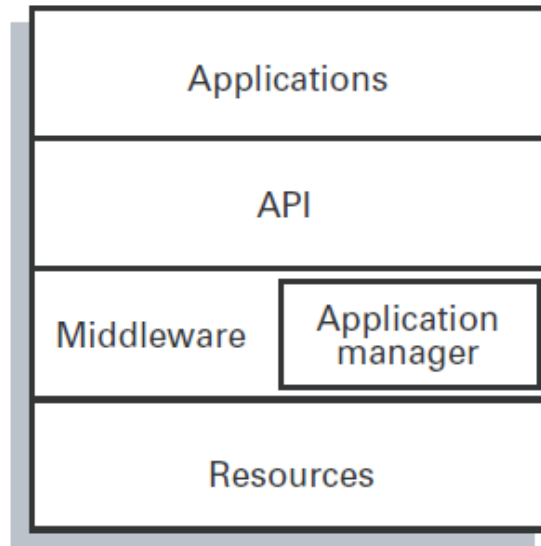 Applications
API
Middleware
Application
manager
Resources